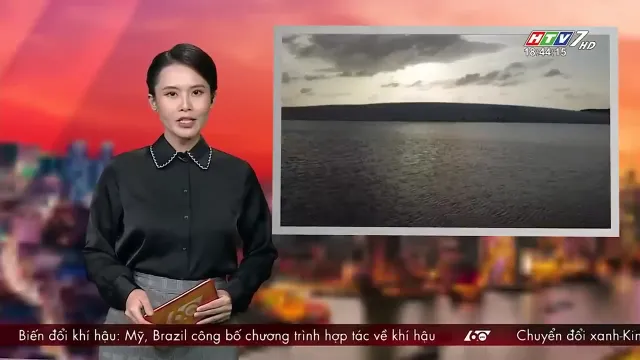 HTV7 HD
18:44:15
Biến đổi khí hậu: Mỹ, Brazil công bố chương trình hợp tác về khí hậu 60 Chuyển đổi xanh-Kin